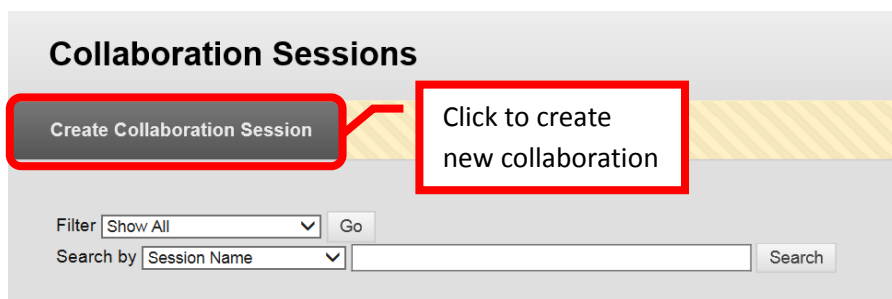 Collaboration Sessions
Create Collaboration Session
Click to create
new collaboration
Filter Show All Go
Search by Session Name Search